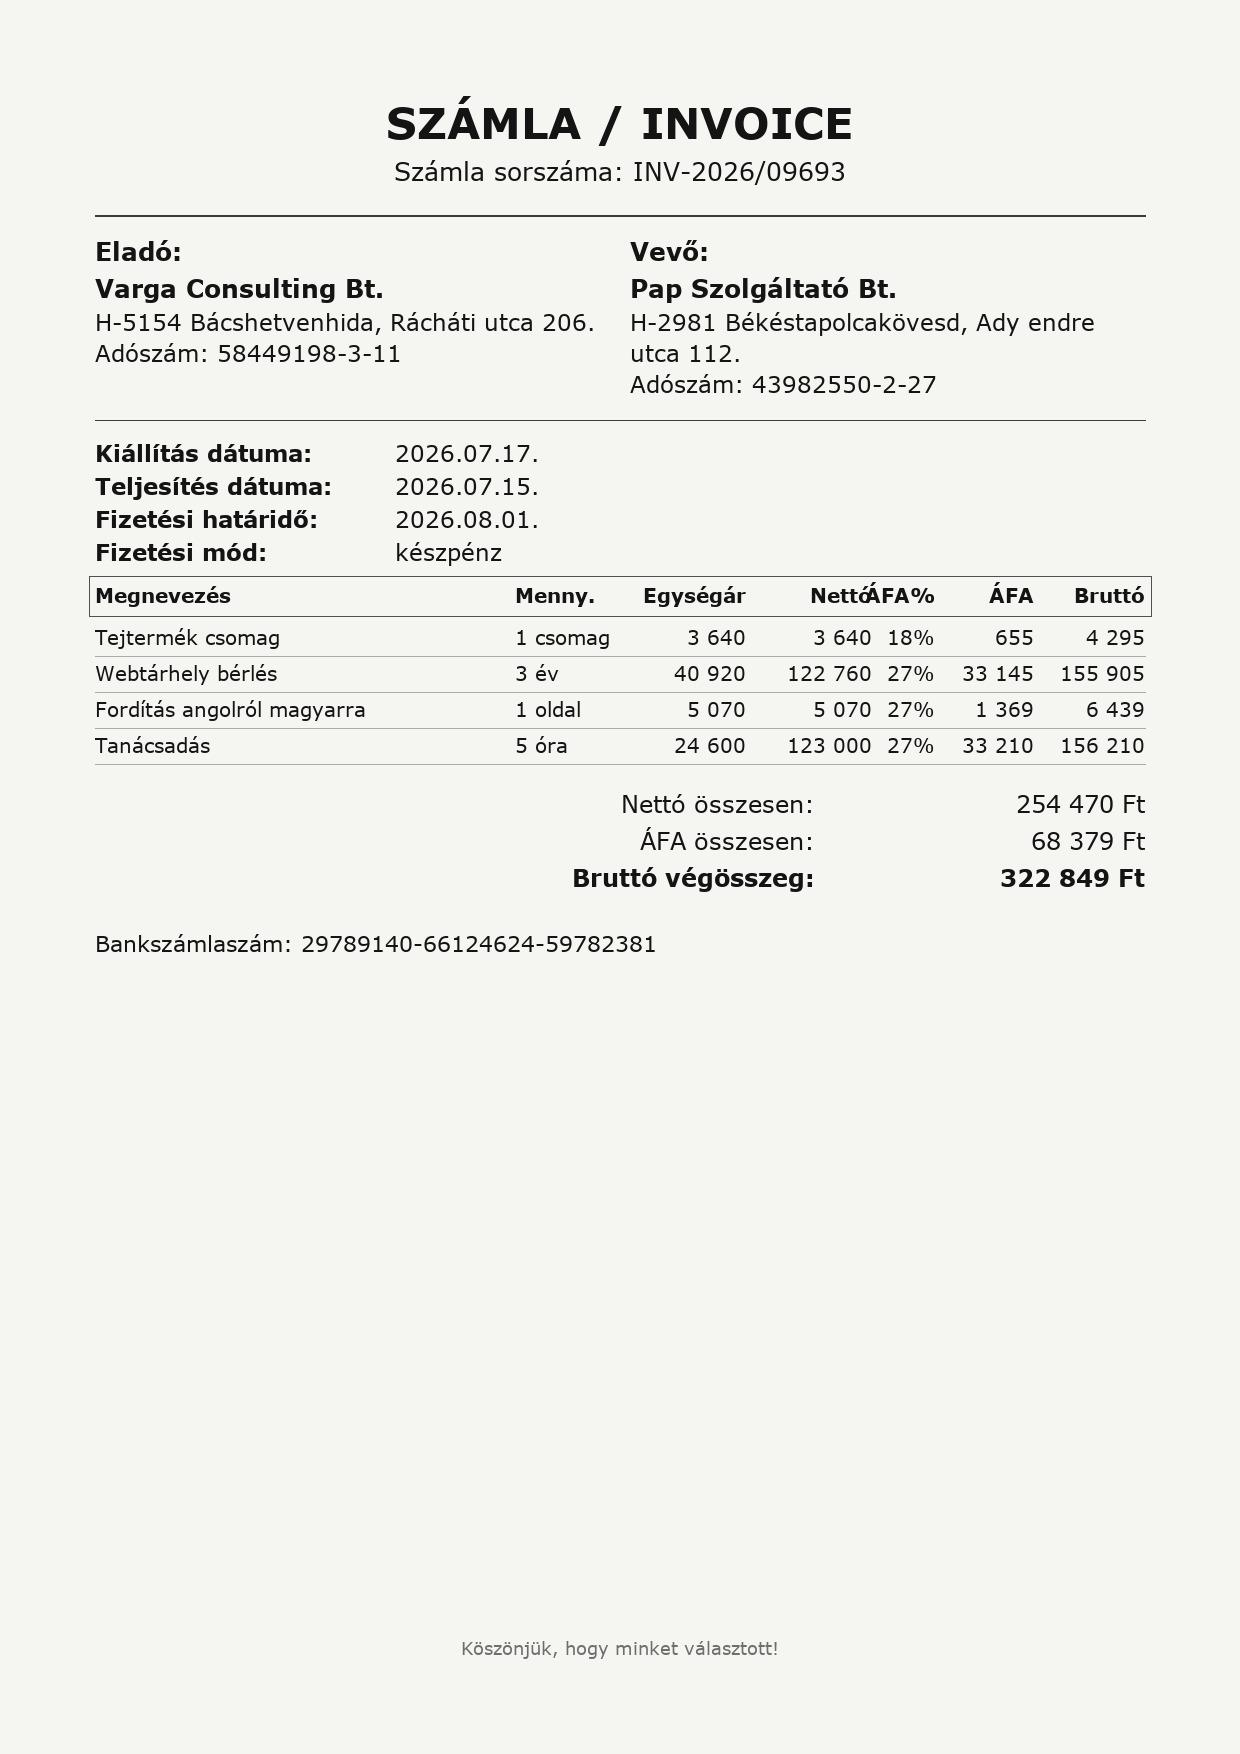 SZÁMLA / INVOICE
Számla sorszáma: INV-2026/09693
Eladó:
Varga Consulting Bt.
H-5154 Bácshetvenhida, Rácháti utca 206.
Adószám: 58449198-3-11
Vevő:
Pap Szolgáltató Bt.
H-2981 Békéstapolcakövesd, Ady endre
utca 112.
Adószám: 43982550-2-27
Kiállítás dátuma: 2026.07.17.
Teljesítés dátuma: 2026.07.15.
Fizetési határidő: 2026.08.01.
Fizetési mód: készpénz
Megnevezés Menny. Egységár Nettó ÁFA% ÁFA Bruttó
Tejtermék csomag 1 csomag 3 640 3 640 18% 655 4 295
Webtárhely bérlés 3 év 40 920 122 760 27% 33 145 155 905
Fordítás angolról magyarra 1 oldal 5 070 5 070 27% 1 369 6 439
Tanácsadás 5 óra 24 600 123 000 27% 33 210 156 210
Nettó összesen: 254 470 Ft
ÁFA összesen: 68 379 Ft
Bruttó végösszeg: 322 849 Ft
Bankszámlaszám: 29789140-66124624-59782381
Köszönjük, hogy minket választott!